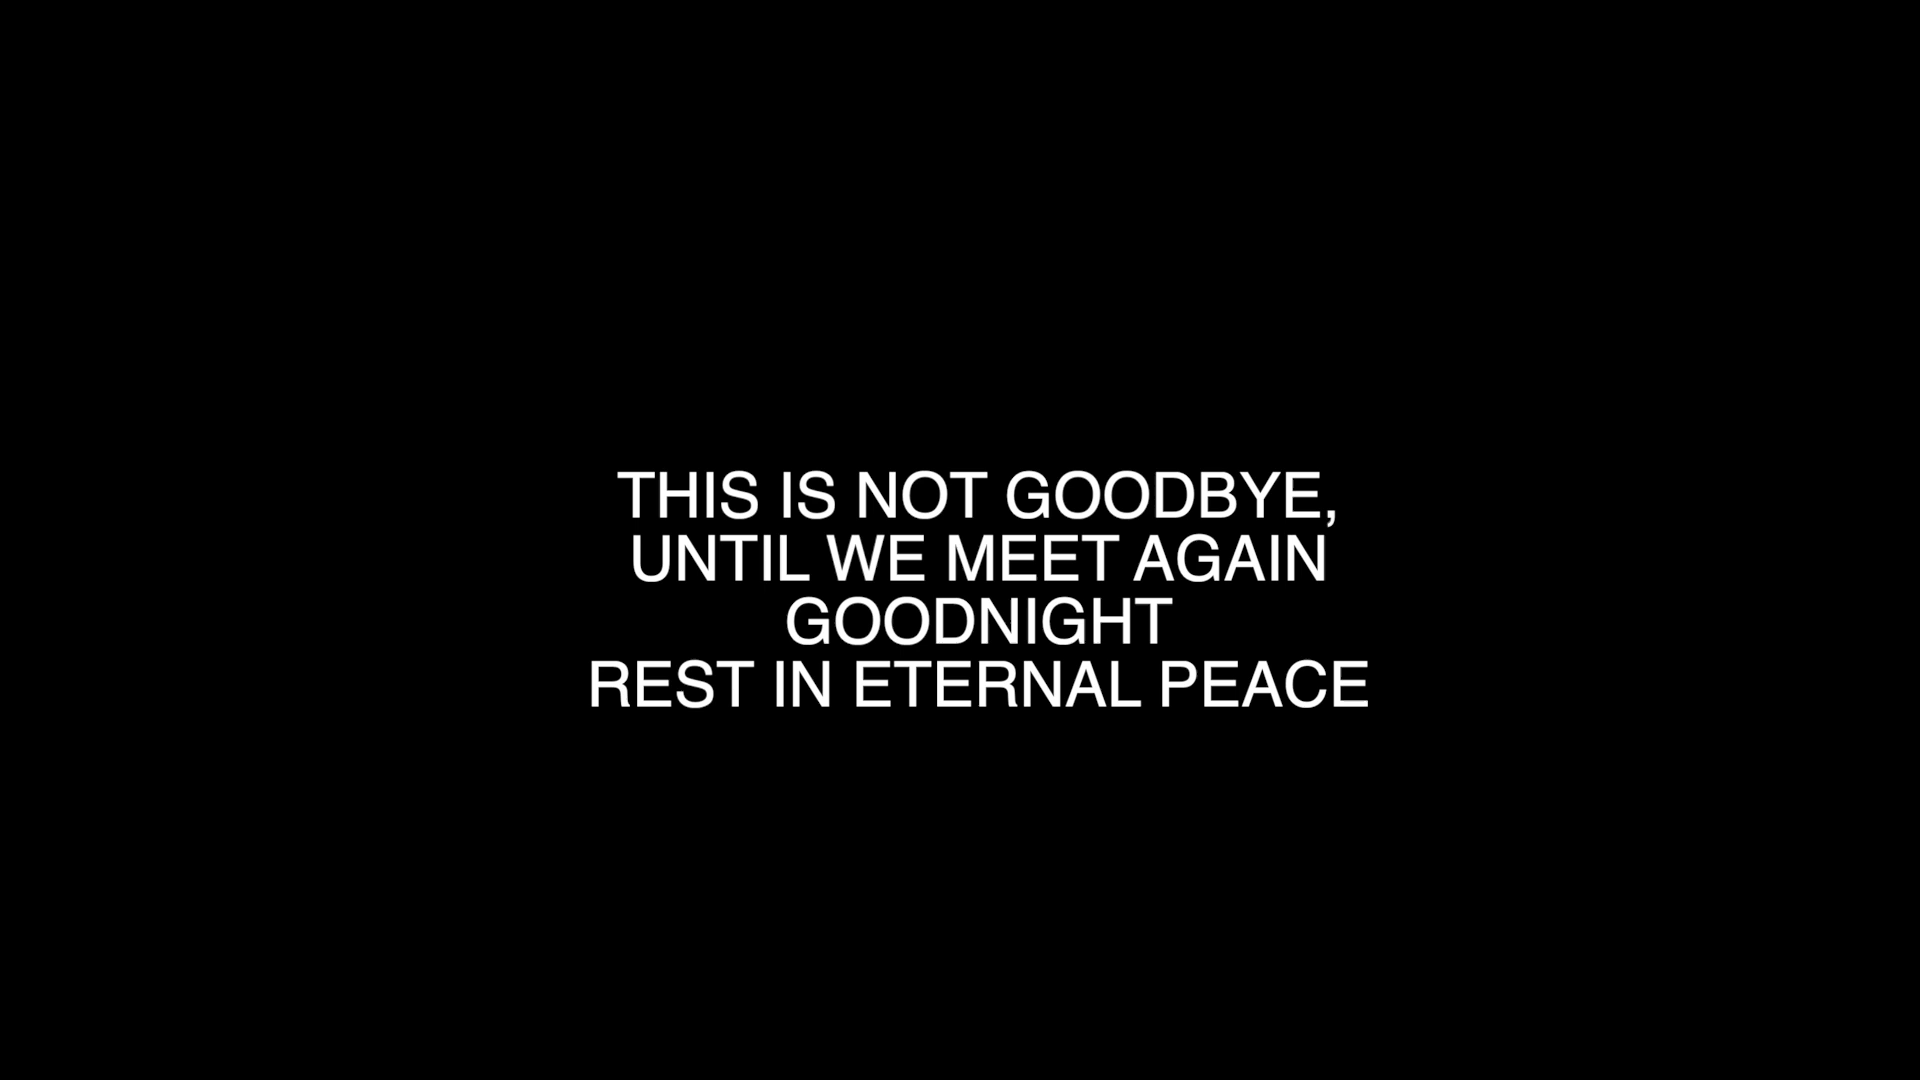 THIS IS NOT GOODBYE,
UNTIL WE MEET AGAIN
GOODNIGHT
REST IN ETERNAL PEACE